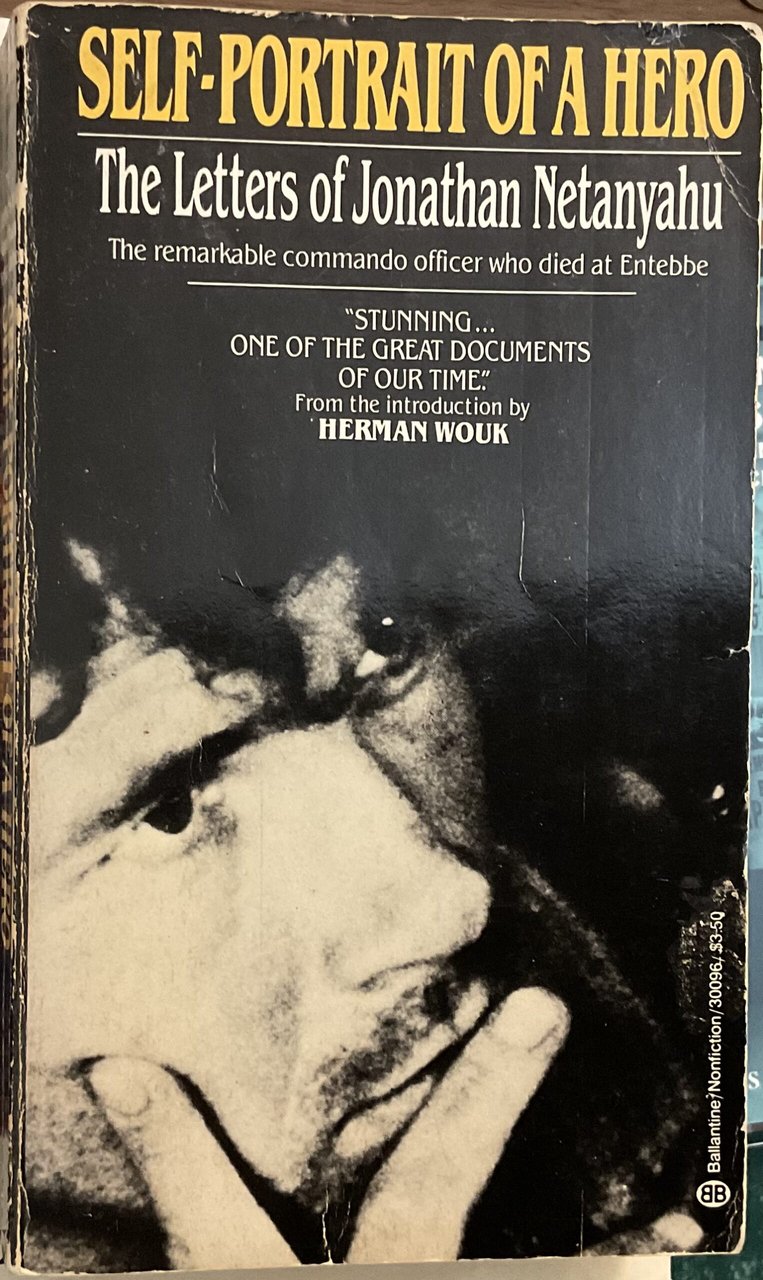 SELF-PORTRAIT OF A HERO
The Letters of Jonathan Netanyahu
The remarkable commando officer who died at Entebbe
"STUNNING...
ONE OF THE GREAT DOCUMENTS
OF OUR TIME."
From the introduction by
HERMAN WOUK
Ballantine/Nonfiction/30096/$3.50
BB